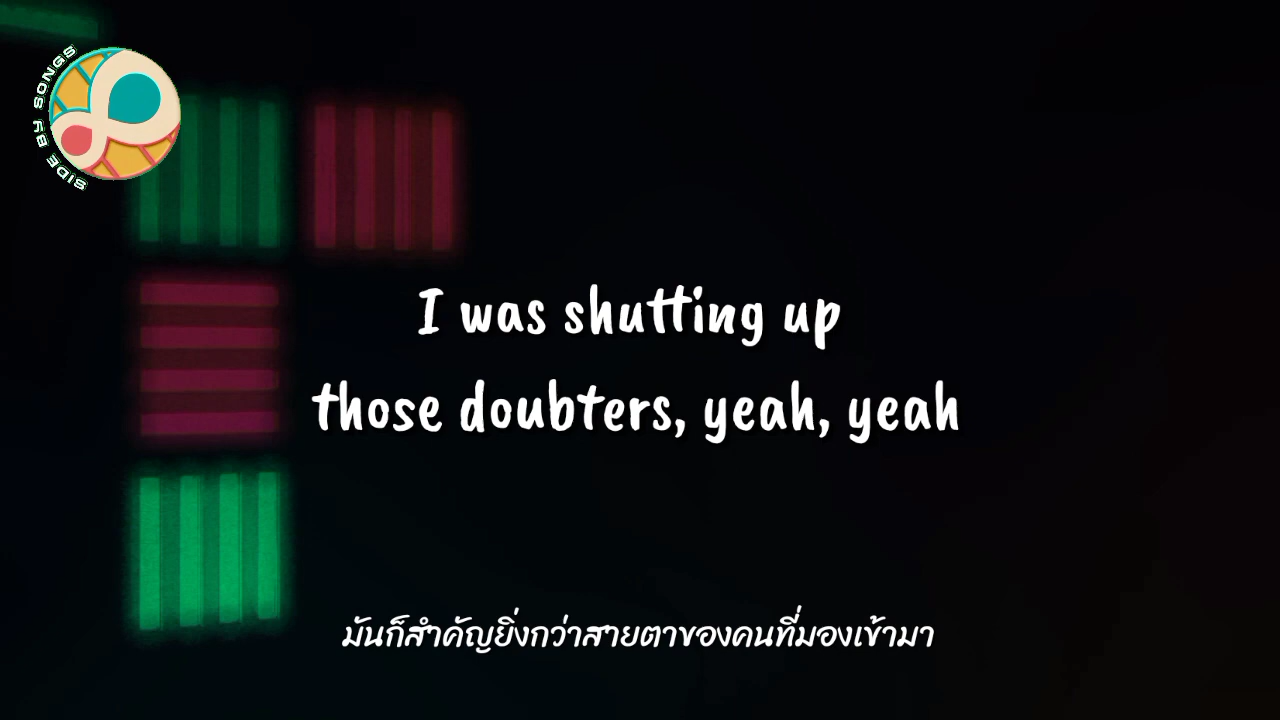 SIDE BY SONGS
I was shutting up
those doubters, yeah, yeah
มันก็สำคัญยิ่งกว่าสายตาของคนที่มองเข้ามา